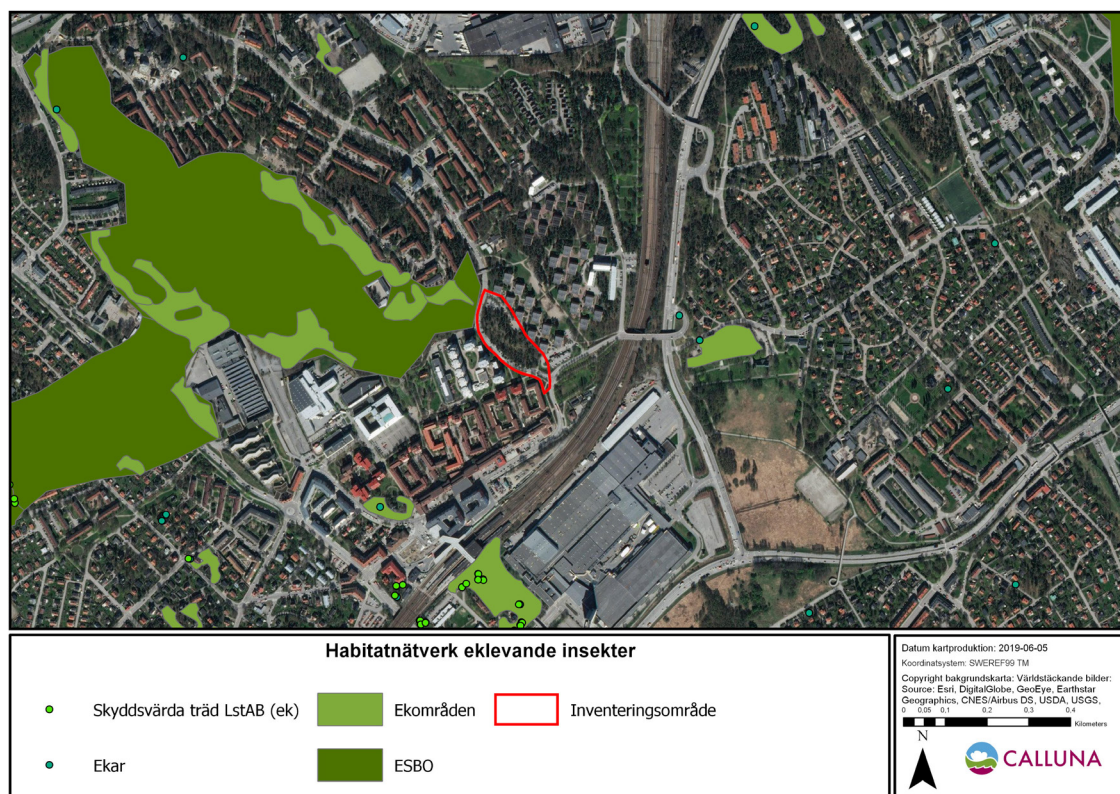 Habitatnätverk eklevande insekter
Skyddsvärda träd LstAB (ek)
Ekområden
Inventeringsområde
Ekar
ESBO
Datum kartproduktion: 2019-06-05
Koordinatsystem: SWEREF99 TM
Copyright bakgrundskarta: Världstäckande bilder:
Source: Esri, DigitalGlobe, GeoEye, Earthstar
Geographics, CNES/Airbus DS, USDA, USGS,
0 0,05 0,1 0,2 0,3 0,4
Kilometers
N
CALLUNA